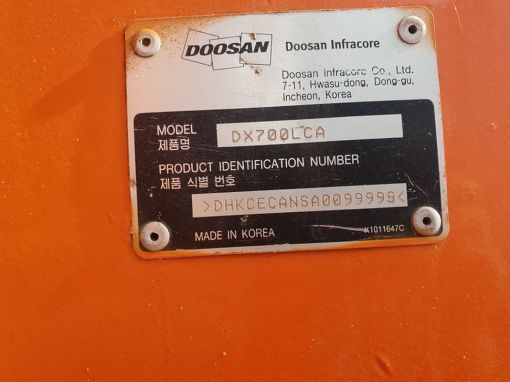 DOOSAN
Doosan Infracore
Doosan Infracore Co., Ltd.
7-11, Hwasu-dong, Dong-gu,
Incheon, Korea
MODEL
제품명
DX700LCA
PRODUCT IDENTIFICATION NUMBER
제품 식별 번호
>DHKCECANSA0099998<
MADE IN KOREA
K1011647C